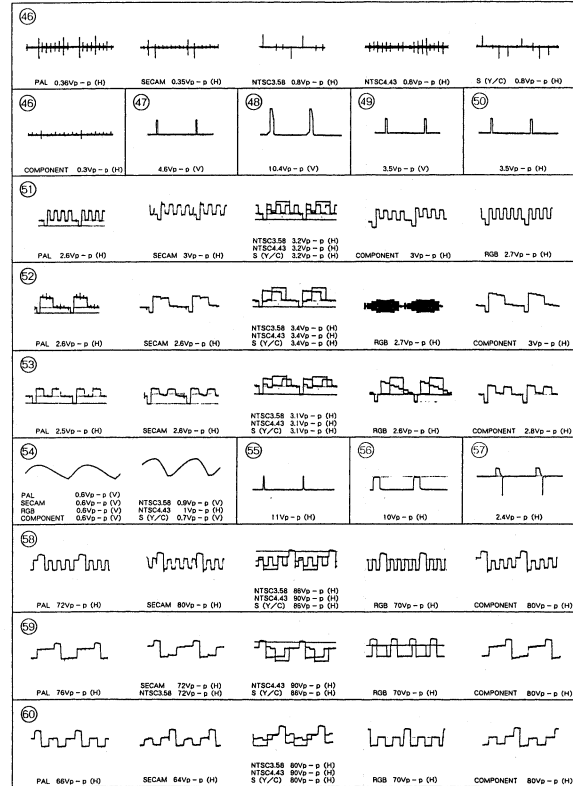 46
PAL 0.36Vp-p (H)
SECAM 0.35Vp-p (H)
NTSC3.58 0.8Vp-p (H)
NTSC4.43 0.6Vp-p (H)
S (Y/C) 0.8Vp-p (H)
46
COMPONENT 0.3Vp-p (H)
47
4.6Vp-p (V)
48
10.4Vp-p (V)
49
3.5Vp-p (V)
50
3.5Vp-p (H)
51
PAL 2.6Vp-p (H)
SECAM 3Vp-p (H)
NTSC3.58 3.2Vp-p (H)
NTSC4.43 3.2Vp-p (H)
S (Y/C) 3.2Vp-p (H)
COMPONENT 3Vp-p (H)
RGB 2.7Vp-p (H)
52
PAL 2.6Vp-p (H)
SECAM 2.6Vp-p (H)
NTSC3.58 3.4Vp-p (H)
NTSC4.43 3.4Vp-p (H)
S (Y/C) 3.4Vp-p (H)
RGB 2.7Vp-p (H)
COMPONENT 3Vp-p (H)
53
PAL 2.5Vp-p (H)
SECAM 2.6Vp-p (H)
NTSC3.58 3.1Vp-p (H)
NTSC4.43 3.1Vp-p (H)
S (Y/C) 3.1Vp-p (H)
RGB 2.6Vp-p (H)
COMPONENT 2.8Vp-p (H)
54
PAL 0.6Vp-p (V)
SECAM 0.6Vp-p (V)
RGB 0.6Vp-p (V)
COMPONENT 0.6Vp-p (V)
NTSC3.58 0.9Vp-p (V)
NTSC4.43 1Vp-p (H)
S (Y/C) 0.7Vp-p (V)
55
11Vp-p (H)
56
10Vp-p (H)
57
2.4Vp-p (H)
58
PAL 72Vp-p (H)
SECAM 80Vp-p (H)
NTSC3.58 86Vp-p (H)
NTSC4.43 90Vp-p (H)
S (Y/C) 85Vp-p (H)
RGB 70Vp-p (H)
COMPONENT 80Vp-p (H)
59
PAL 76Vp-p (H)
SECAM 72Vp-p (H)
NTSC3.58 72Vp-p (H)
NTSC4.43 90Vp-p (H)
S (Y/C) 66Vp-p (H)
RGB 70Vp-p (H)
COMPONENT 80Vp-p (H)
60
PAL 66Vp-p (H)
SECAM 64Vp-p (H)
NTSC3.58 80Vp-p (H)
NTSC4.43 90Vp-p (H)
S (Y/C) 80Vp-p (H)
RGB 70Vp-p (H)
COMPONENT 80Vp-p (H)